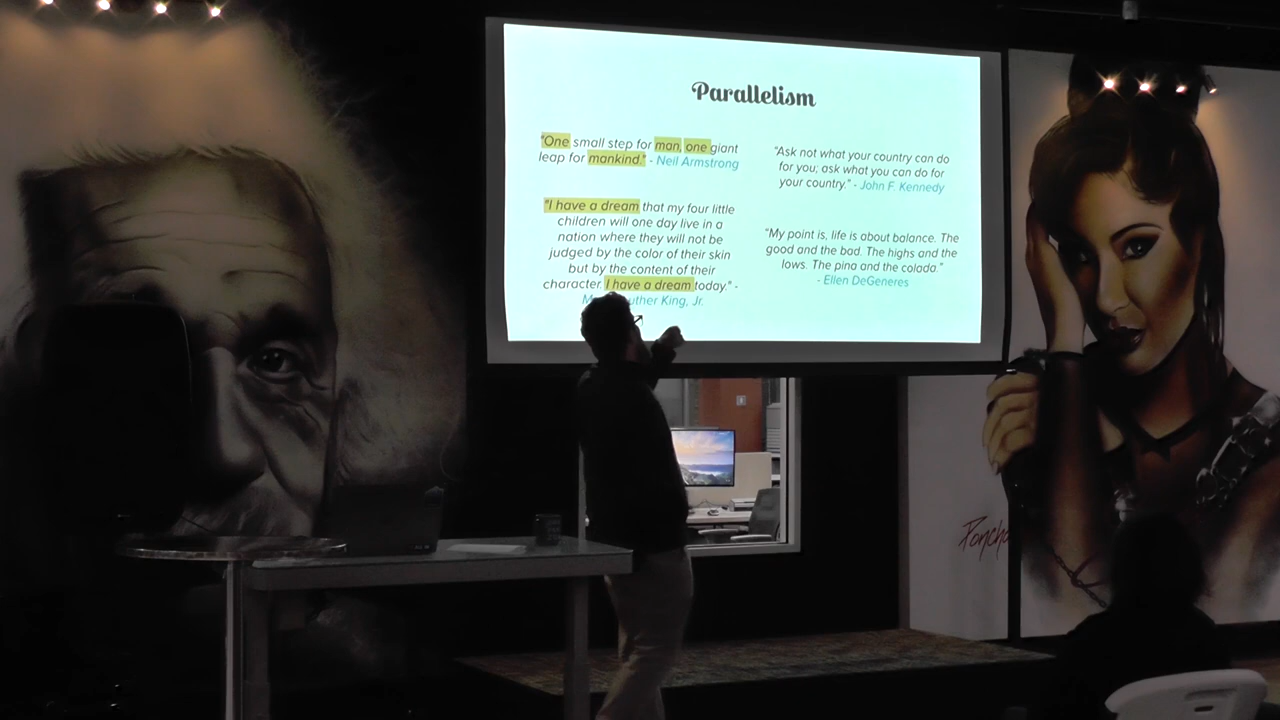 Parallelism
"One small step for man, one giant
leap for mankind." - Neil Armstrong
"I have a dream that my four little
children will one day live in a
nation where they will not be
judged by the color of their skin
but by the content of their
character. I have a dream today." -
uther King, Jr.
"Ask not what your country can do
for you; ask what you can do for
your country." - John F. Kennedy
"My point is, life is about balance. The
good and the bad. The highs and the
lows. The pina and the colada."
- Ellen DeGeneres
Poncho